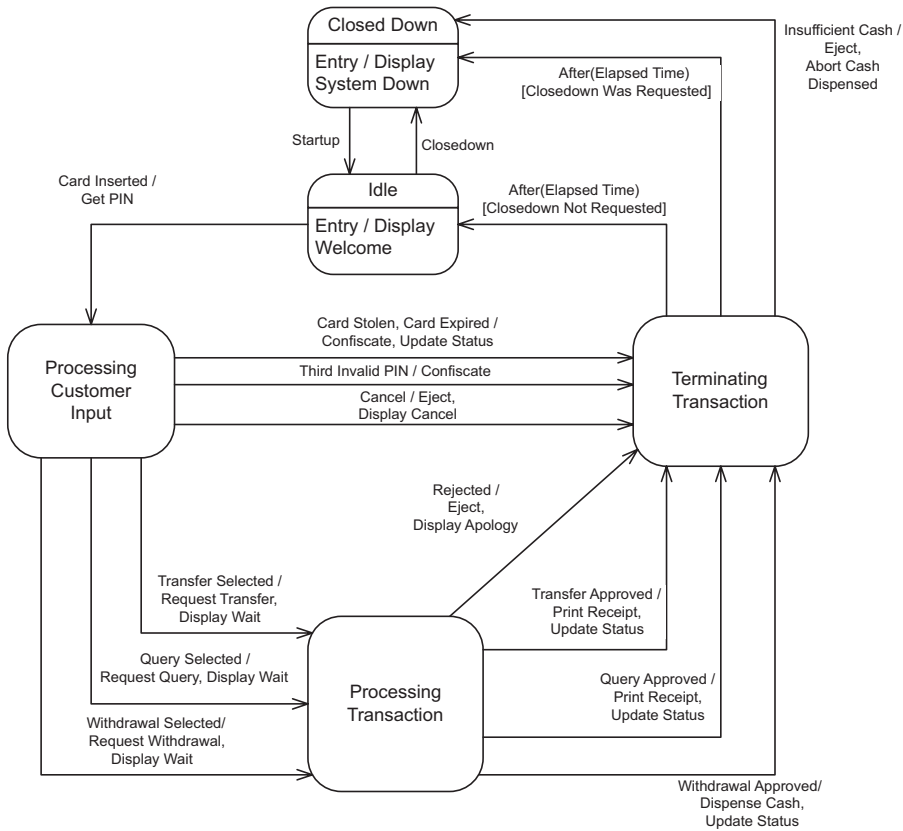 Closed Down
Entry / Display
System Down
Insufficient Cash /
Eject,
Abort Cash
Dispensed
After(Elapsed Time)
[Closedown Was Requested]
Startup
Closedown
Card Inserted /
Get PIN
Idle
Entry / Display
Welcome
After(Elapsed Time)
[Closedown Not Requested]
Processing
Customer
Input
Card Stolen, Card Expired /
Confiscate, Update Status
Third Invalid PIN / Confiscate
Cancel / Eject,
Display Cancel
Terminating
Transaction
Rejected /
Eject,
Display Apology
Transfer Selected /
Request Transfer,
Display Wait
Transfer Approved /
Print Receipt,
Update Status
Query Selected /
Request Query, Display Wait
Processing
Transaction
Query Approved /
Print Receipt,
Update Status
Withdrawal Selected/
Request Withdrawal,
Display Wait
Withdrawal Approved/
Dispense Cash,
Update Status